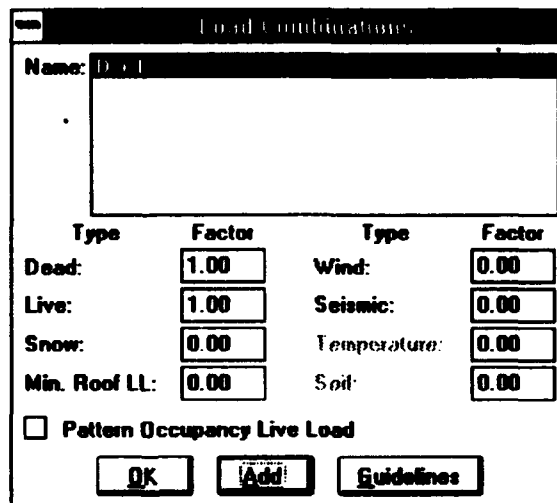 Load Combinations
Name: D + L
Type Factor Type Factor
Dead: 1.00 Wind: 0.00
Live: 1.00 Seismic: 0.00
Snow: 0.00 Temperature: 0.00
Min. Roof LL: 0.00 Soil: 0.00
Pattern Occupancy Live Load
OK Add Guidelines